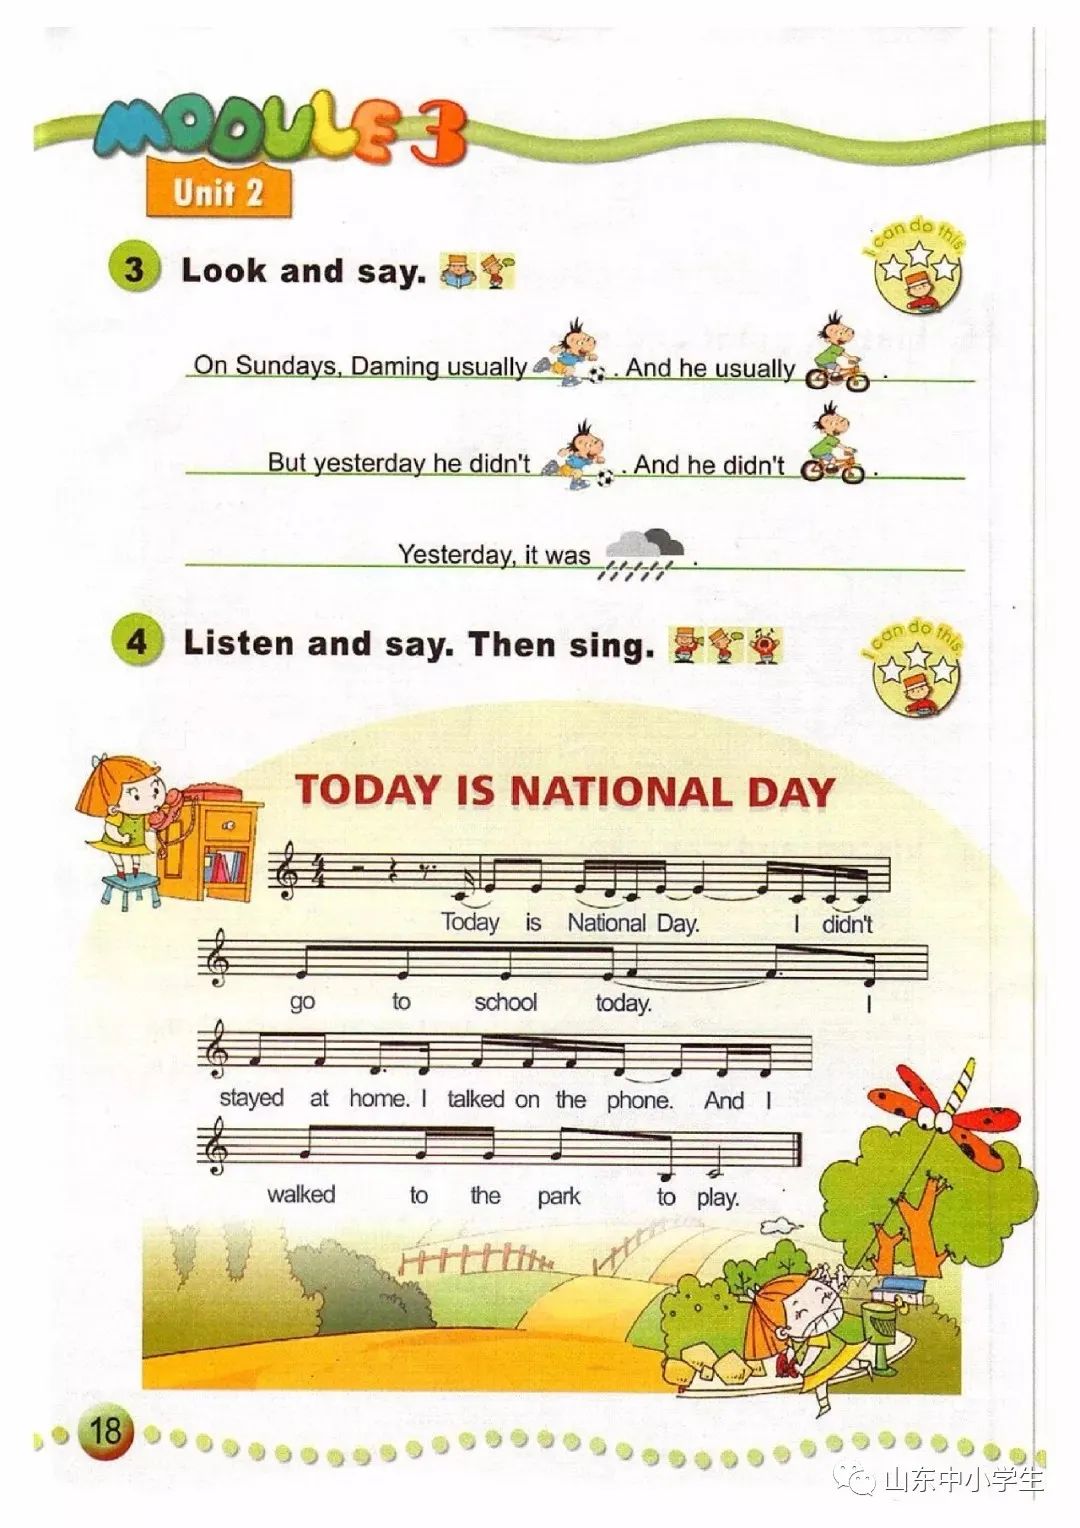 MODULE 3
Unit 2
3 Look and say.
I can do this.
On Sundays, Daming usually . And he usually .
But yesterday he didn't . And he didn't .
Yesterday, it was .
4 Listen and say. Then sing.
I can do this.
TODAY IS NATIONAL DAY
4
4
Today is National Day. I didn't
go to school today. I
stayed at home. I talked on the phone. And I
walked to the park to play.
18
山东中小学生